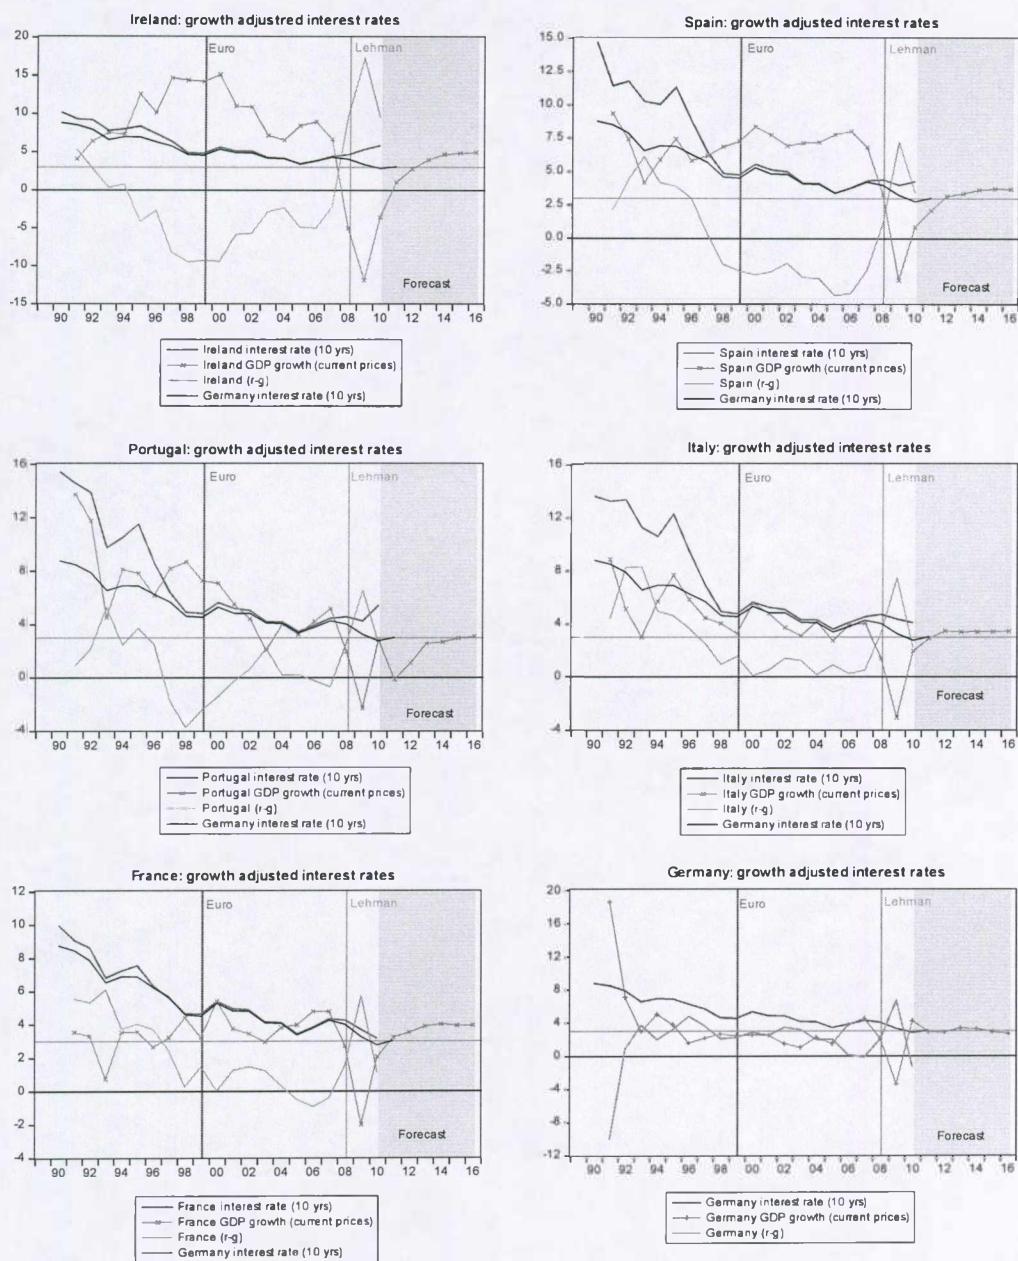 Ireland: growth adjustred interest rates
20
15
10
5
0
-5
-10
-15
Euro
Lehman
Forecast
90 92 94 96 98 00 02 04 06 08 10 12 14 16
Ireland interest rate (10 yrs)
Ireland GDP growth (current prices)
Ireland (r-g)
Germany interest rate (10 yrs)
Spain: growth adjusted interest rates
15.0
12.5
10.0
7.5
5.0
2.5
0.0
-2.5
-5.0
Euro
Lehman
Forecast
90 92 94 96 98 00 02 04 06 08 10 12 14 16
Spain interest rate (10 yrs)
Spain GDP growth (current prices)
Spain (r-g)
Germany interest rate (10 yrs)
Portugal: growth adjusted interest rates
16
12
8
4
0
-4
Euro
Lehman
Forecast
90 92 94 96 98 00 02 04 06 08 10 12 14 16
Portugal interest rate (10 yrs)
Portugal GDP growth (current prices)
Portugal (r-g)
Germany interest rate (10 yrs)
Italy: growth adjusted interest rates
16
12
8
4
0
-4
Euro
Lehman
Forecast
90 92 94 96 98 00 02 04 06 08 10 12 14 16
Italy interest rate (10 yrs)
Italy GDP growth (current prices)
Italy (r-g)
Germany interest rate (10 yrs)
France: growth adjusted interest rates
12
10
8
6
4
2
0
-2
-4
Euro
Lehman
Forecast
90 92 94 96 98 00 02 04 06 08 10 12 14 16
France interest rate (10 yrs)
France GDP growth (current prices)
France (r-g)
Germany interest rate (10 yrs)
Germany: growth adjusted interest rates
20
16
12
8
4
0
-4
-8
-12
Euro
Lehman
Forecast
90 92 94 96 98 00 02 04 06 08 10 12 14 16
Germany interest rate (10 yrs)
Germany GDP growth (current prices)
Germany (r-g)